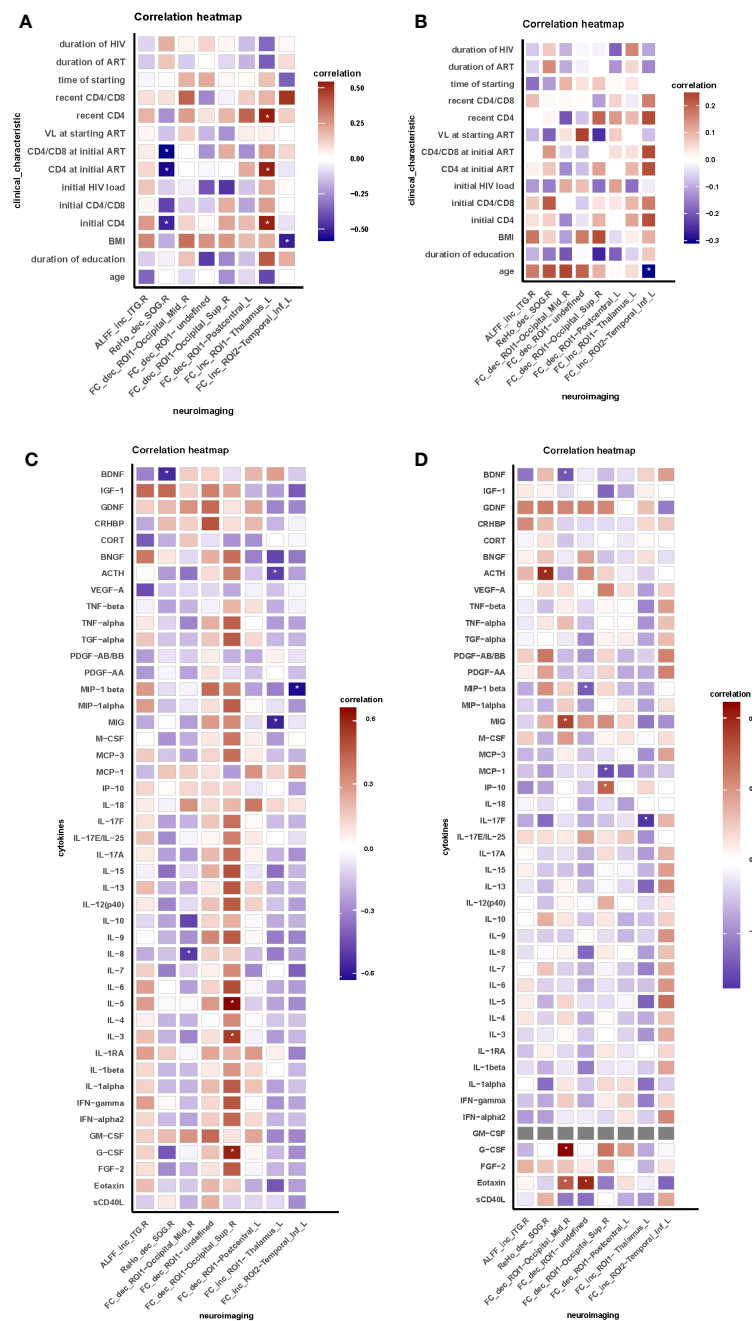 A
Correlation heatmap
duration of HIV
duration of ART
time of starting
recent CD4/CD8
recent CD4
VL at starting ART
CD4/CD8 at initial ART
CD4 at initial ART
initial HIV load
initial CD4/CD8
initial CD4
BMI
duration of education
age
clinical_characteristic
ALFF_inc_ITG.R
ReHo_dec_SOG.R
FC_dec_ROI1-Occipital_Mid_R
FC_dec_ROI1-undefined
FC_dec_ROI1-Occipital_Sup_R
FC_dec_ROI1-Postcentral_L
FC_inc_ROI1-Thalamus_L
FC_inc_ROI2-Temporal_Inf_L
neuroimaging
correlation
0.50
0.25
0.00
-0.25
-0.50
B
Correlation heatmap
duration of HIV
duration of ART
time of starting
recent CD4/CD8
recent CD4
VL at starting ART
CD4/CD8 at initial ART
CD4 at initial ART
initial HIV load
initial CD4/CD8
initial CD4
BMI
duration of education
age
clinical_characteristic
ALFF_inc_ITG.R
ReHo_dec_SOG.R
FC_dec_ROI1-Occipital_Mid_R
FC_dec_ROI1-undefined
FC_dec_ROI1-Occipital_Sup_R
FC_dec_ROI1-Postcentral_L
FC_inc_ROI1-Thalamus_L
FC_inc_ROI2-Temporal_Inf_L
neuroimaging
correlation
0.2
0.1
0.0
-0.1
-0.2
-0.3
C
Correlation heatmap
BDNF
IGF-1
GDNF
CRHBP
CORT
BNGF
ACTH
VEGF-A
TNF-beta
TNF-alpha
TGF-alpha
PDGF-AB/BB
PDGF-AA
MIP-1 beta
MIP-1alpha
MIG
M-CSF
MCP-3
MCP-1
IP-10
IL-18
IL-17F
IL-17E/IL-25
IL-17A
IL-15
IL-13
IL-12(p40)
IL-10
IL-9
IL-8
IL-7
IL-6
IL-5
IL-4
IL-3
IL-1RA
IL-1beta
IL-1alpha
IFN-gamma
IFN-alpha2
GM-CSF
G-CSF
FGF-2
Eotaxin
sCD40L
cytokines
ALFF_inc_ITG.R
ReHo_dec_SOG.R
FC_dec_ROI1-Occipital_Mid_R
FC_dec_ROI1-undefined
FC_dec_ROI1-Occipital_Sup_R
FC_dec_ROI1-Postcentral_L
FC_inc_ROI1-Thalamus_L
FC_inc_ROI2-Temporal_Inf_L
neuroimaging
correlation
0.6
0.3
0.0
-0.3
-0.6
D
Correlation heatmap
BDNF
IGF-1
GDNF
CRHBP
CORT
BNGF
ACTH
VEGF-A
TNF-beta
TNF-alpha
TGF-alpha
PDGF-AB/BB
PDGF-AA
MIP-1 beta
MIP-1alpha
MIG
M-CSF
MCP-3
MCP-1
IP-10
IL-18
IL-17F
IL-17E/IL-25
IL-17A
IL-15
IL-13
IL-12(p40)
IL-10
IL-9
IL-8
IL-7
IL-6
IL-5
IL-4
IL-3
IL-1RA
IL-1beta
IL-1alpha
IFN-gamma
IFN-alpha2
GM-CSF
G-CSF
FGF-2
Eotaxin
sCD40L
cytokines
ALFF_inc_ITG.R
ReHo_dec_SOG.R
FC_dec_ROI1-Occipital_Mid_R
FC_dec_ROI1-undefined
FC_dec_ROI1-Occipital_Sup_R
FC_dec_ROI1-Postcentral_L
FC_inc_ROI1-Thalamus_L
FC_inc_ROI2-Temporal_Inf_L
neuroimaging
correlation